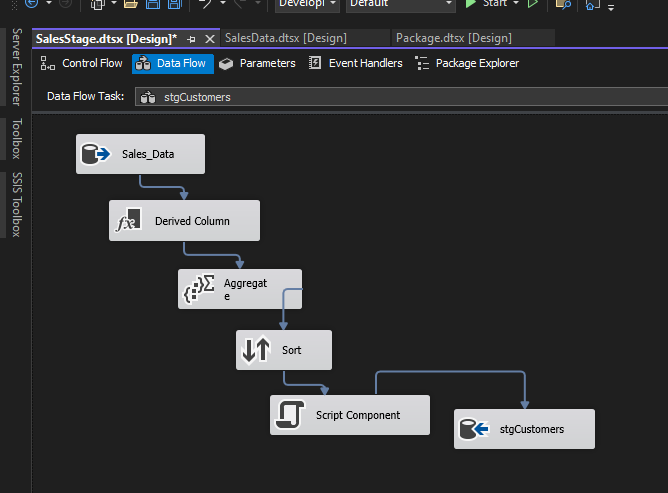 Developi
Default
Start
SalesStage.dtsx [Design]*
SalesData.dtsx [Design]
Package.dtsx [Design]
Control Flow
Data Flow
Parameters
Event Handlers
Package Explorer
Data Flow Task:
stgCustomers
Server Explorer
Toolbox
SSIS Toolbox
Sales_Data
fx
Derived Column
Aggregat
e
Sort
Script Component
stgCustomers